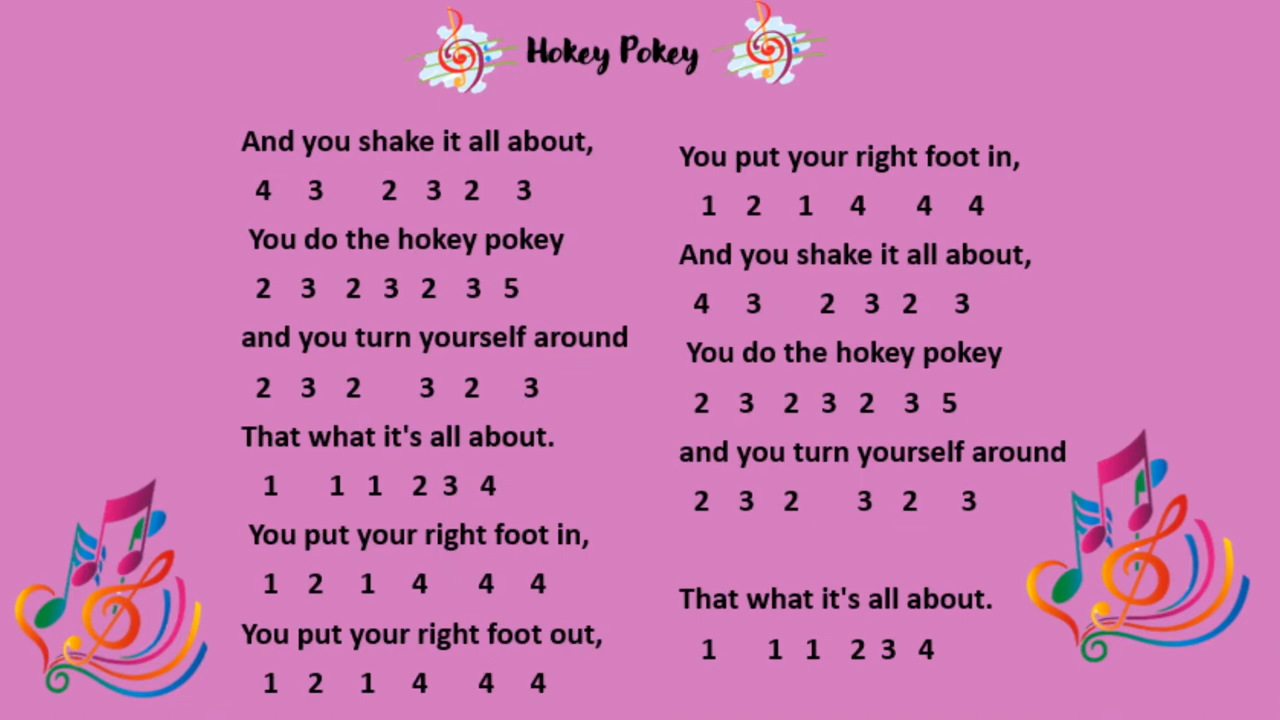 Hokey Pokey
And you shake it all about,
4 3 2 3 2 3
You do the hokey pokey
2 3 2 3 2 3 5
and you turn yourself around
2 3 2 3 2 3
That what it's all about.
1 1 1 2 3 4
You put your right foot in,
1 2 1 4 4 4
You put your right foot out,
1 2 1 4 4 4
You put your right foot in,
1 2 1 4 4 4
And you shake it all about,
4 3 2 3 2 3
You do the hokey pokey
2 3 2 3 2 3 5
and you turn yourself around
2 3 2 3 2 3
That what it's all about.
1 1 1 2 3 4